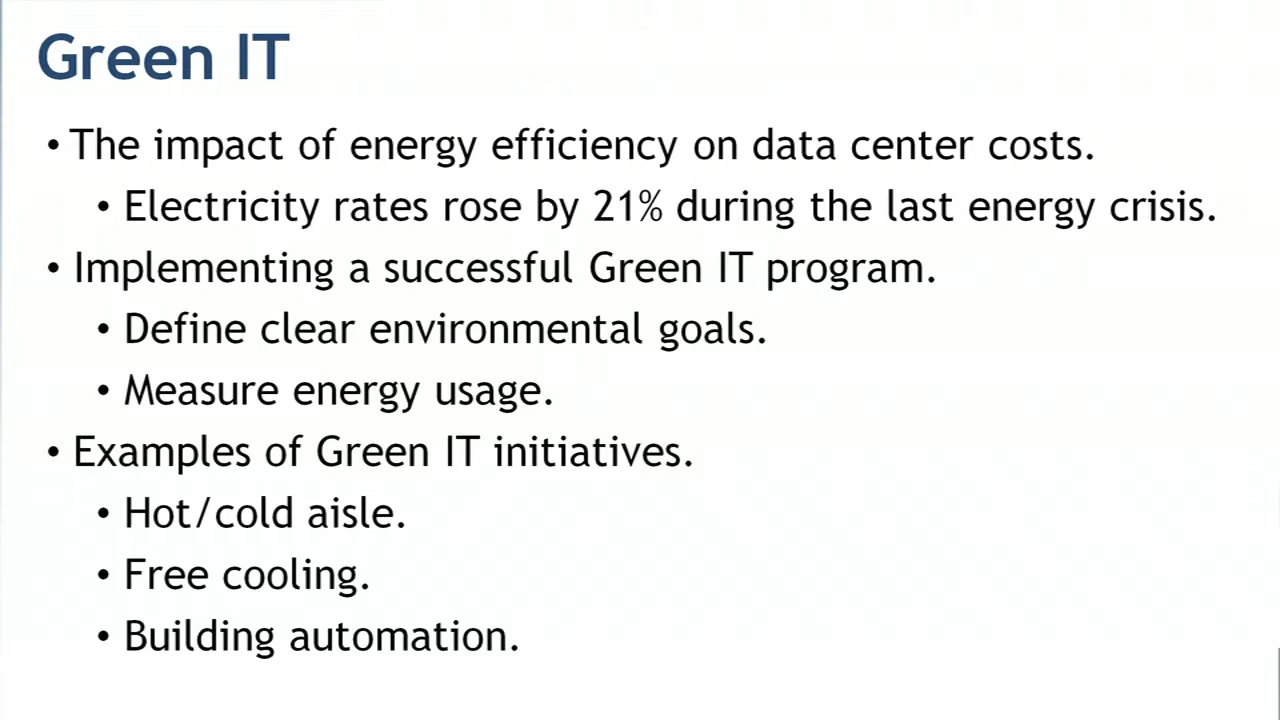 Green IT
• The impact of energy efficiency on data center costs.
• Electricity rates rose by 21% during the last energy crisis.
• Implementing a successful Green IT program.
• Define clear environmental goals.
• Measure energy usage.
• Examples of Green IT initiatives.
• Hot/cold aisle.
• Free cooling.
• Building automation.